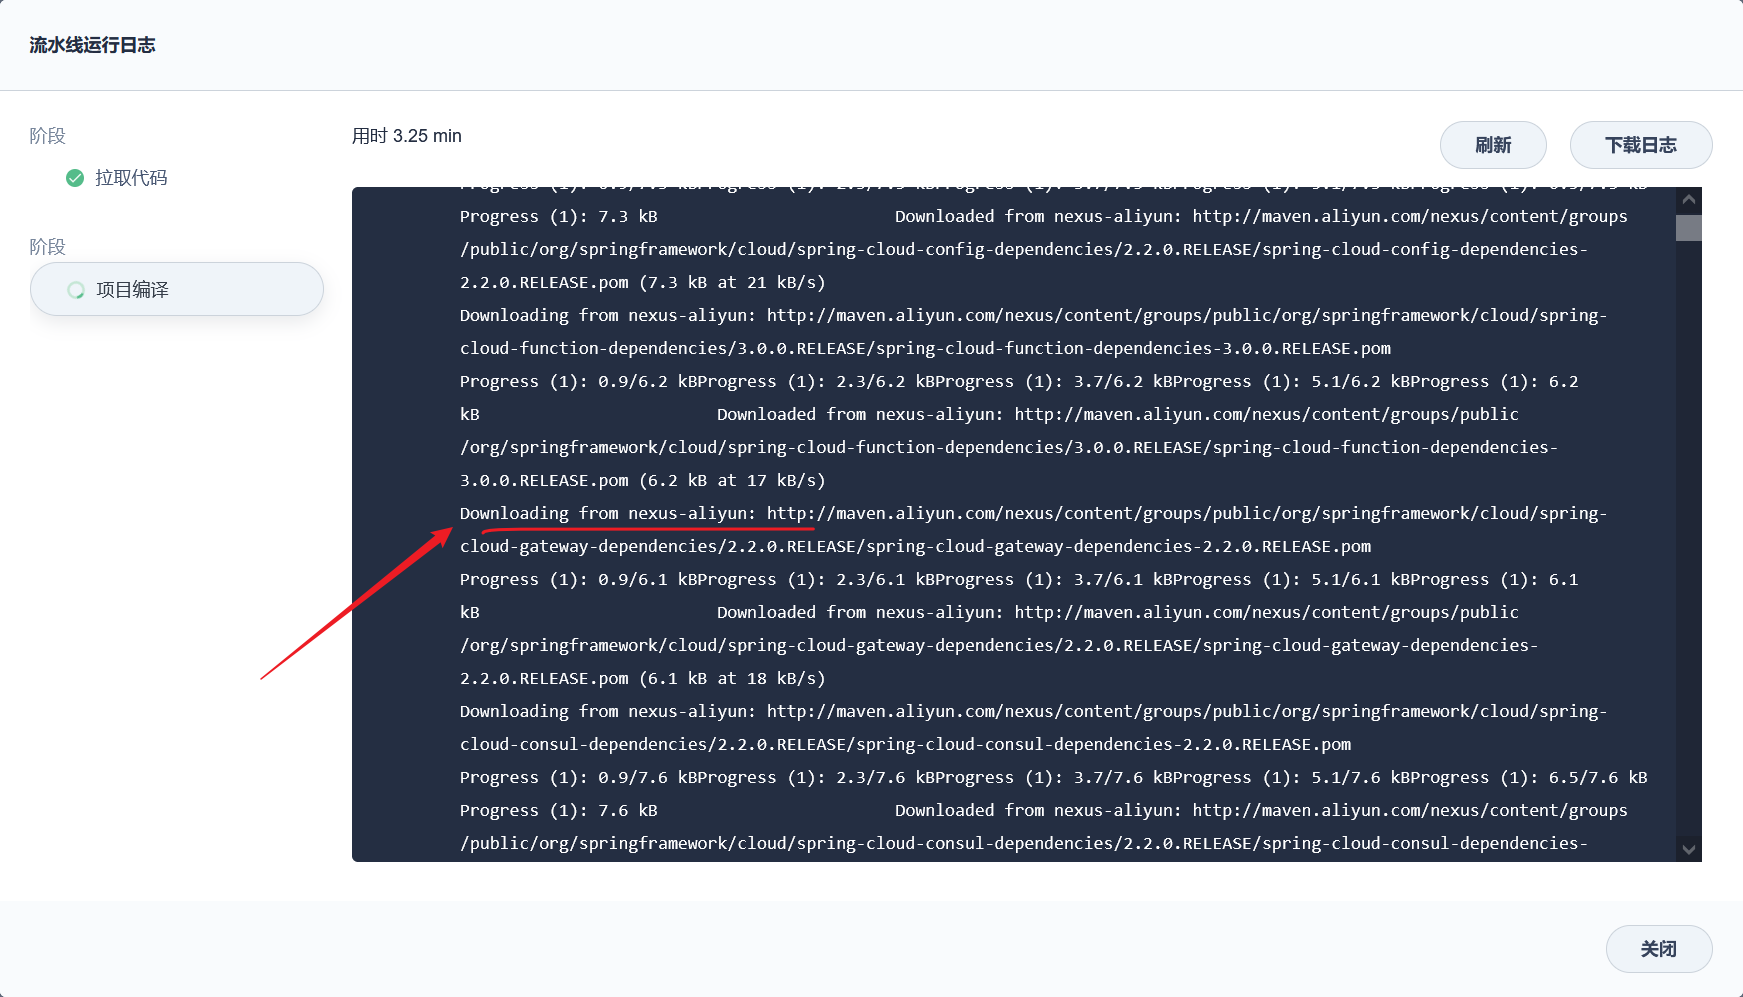 流水线运行日志
阶段
拉取代码
阶段
项目编译
用时 3.25 min
刷新
下载日志
Progress (1): 7.3 kB                        Downloaded from nexus-aliyun: http://maven.aliyun.com/nexus/content/groups
/public/org/springframework/cloud/spring-cloud-config-dependencies/2.2.0.RELEASE/spring-cloud-config-dependencies-
2.2.0.RELEASE.pom (7.3 kB at 21 kB/s)
Downloading from nexus-aliyun: http://maven.aliyun.com/nexus/content/groups/public/org/springframework/cloud/spring-
cloud-function-dependencies/3.0.0.RELEASE/spring-cloud-function-dependencies-3.0.0.RELEASE.pom
Progress (1): 0.9/6.2 kBProgress (1): 2.3/6.2 kBProgress (1): 3.7/6.2 kBProgress (1): 5.1/6.2 kBProgress (1): 6.2
kB                        Downloaded from nexus-aliyun: http://maven.aliyun.com/nexus/content/groups/public
/org/springframework/cloud/spring-cloud-function-dependencies/3.0.0.RELEASE/spring-cloud-function-dependencies-
3.0.0.RELEASE.pom (6.2 kB at 17 kB/s)
Downloading from nexus-aliyun: http://maven.aliyun.com/nexus/content/groups/public/org/springframework/cloud/spring-
cloud-gateway-dependencies/2.2.0.RELEASE/spring-cloud-gateway-dependencies-2.2.0.RELEASE.pom
Progress (1): 0.9/6.1 kBProgress (1): 2.3/6.1 kBProgress (1): 3.7/6.1 kBProgress (1): 5.1/6.1 kBProgress (1): 6.1
kB                        Downloaded from nexus-aliyun: http://maven.aliyun.com/nexus/content/groups/public
/org/springframework/cloud/spring-cloud-gateway-dependencies/2.2.0.RELEASE/spring-cloud-gateway-dependencies-
2.2.0.RELEASE.pom (6.1 kB at 18 kB/s)
Downloading from nexus-aliyun: http://maven.aliyun.com/nexus/content/groups/public/org/springframework/cloud/spring-
cloud-consul-dependencies/2.2.0.RELEASE/spring-cloud-consul-dependencies-2.2.0.RELEASE.pom
Progress (1): 0.9/7.6 kBProgress (1): 2.3/7.6 kBProgress (1): 3.7/7.6 kBProgress (1): 5.1/7.6 kBProgress (1): 6.5/7.6 kB
Progress (1): 7.6 kB                        Downloaded from nexus-aliyun: http://maven.aliyun.com/nexus/content/groups
/public/org/springframework/cloud/spring-cloud-consul-dependencies/2.2.0.RELEASE/spring-cloud-consul-dependencies-
关闭